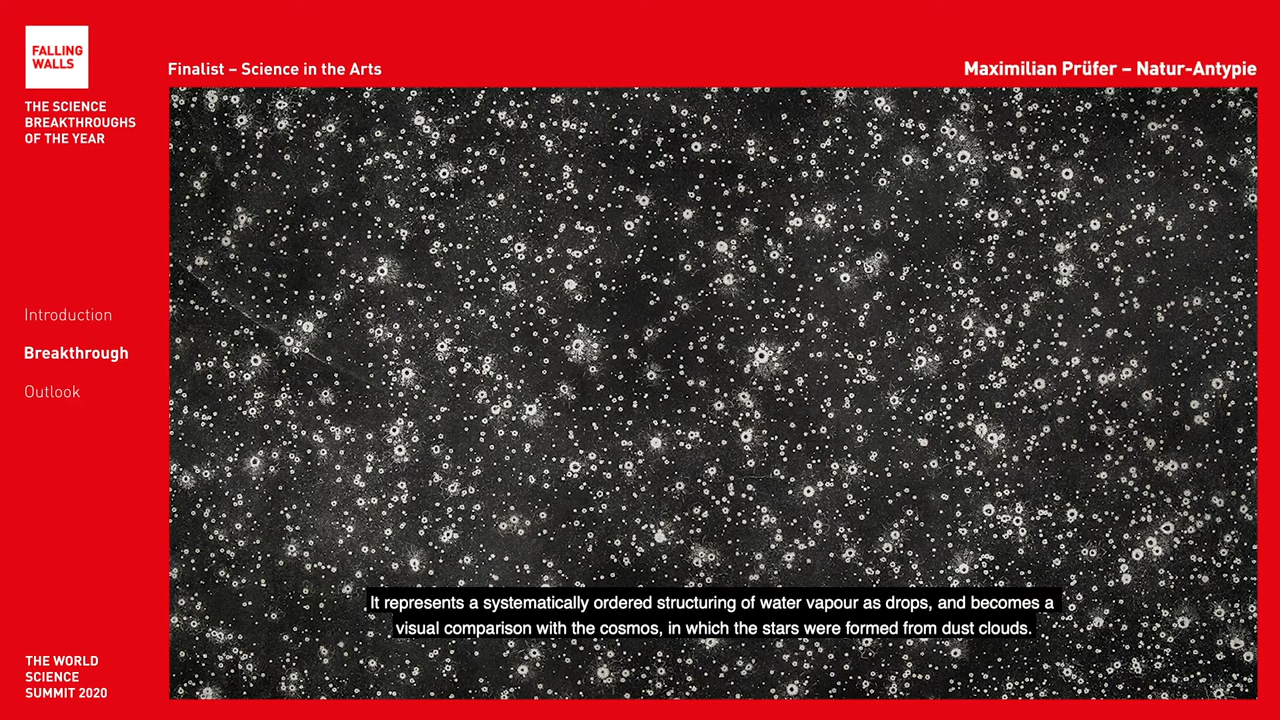 FALLING
WALLS
THE SCIENCE
BREAKTHROUGHS
OF THE YEAR
Finalist – Science in the Arts
Maximilian Prüfer – Natur-Antypie
Introduction
Breakthrough
Outlook
It represents a systematically ordered structuring of water vapour as drops, and becomes a
visual comparison with the cosmos, in which the stars were formed from dust clouds.
THE WORLD
SCIENCE
SUMMIT 2020